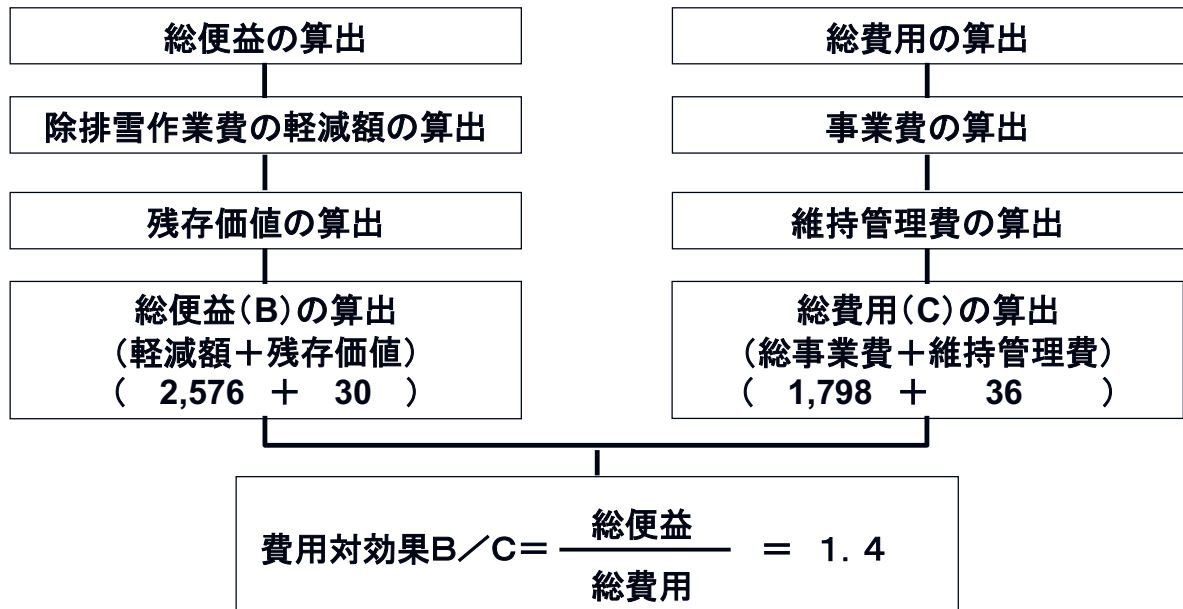 総便益の算出
除排雪作業費の軽減額の算出
残存価値の算出
総便益（B）の算出
（軽減額＋残存価値）
（ 2,576 ＋ 30 ）
総費用の算出
事業費の算出
維持管理費の算出
総費用（C）の算出
（総事業費＋維持管理費）
（ 1,798 ＋ 36 ）
費用対効果B／C＝ 総便益 ＝ １．４
総費用